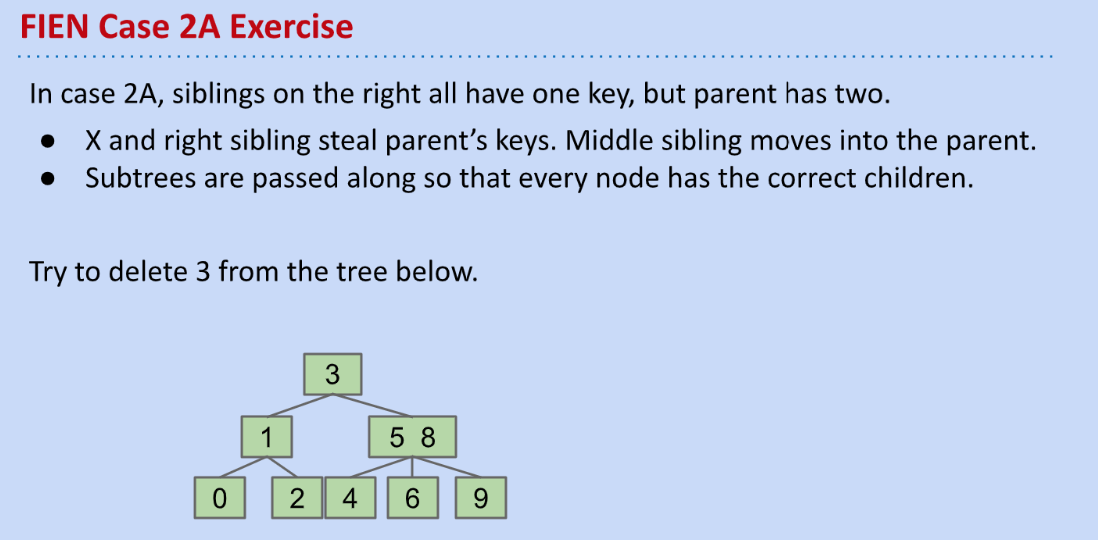 FIEN Case 2A Exercise
In case 2A, siblings on the right all have one key, but parent has two.
● X and right sibling steal parent’s keys. Middle sibling moves into the parent.
● Subtrees are passed along so that every node has the correct children.
Try to delete 3 from the tree below.
3
1 5 8
0 2 4 6 9